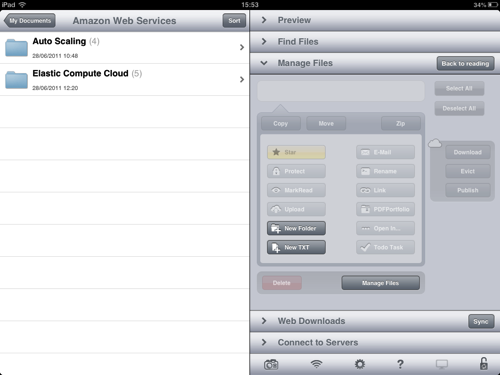 iPad 15:53 34%
My Documents Amazon Web Services Sort
Auto Scaling (4)
28/06/2011 10:48
Elastic Compute Cloud (5)
28/06/2011 12:20
Preview
Find Files
Manage Files Back to reading
Select All
Deselect All
Copy Move Zip
Star E-Mail
Protect Rename
MarkRead Link
Upload PDFPortfolio
New Folder Open In...
New TXT Todo Task
Download
Evict
Publish
Delete Manage Files
Web Downloads Sync
Connect to Servers
?